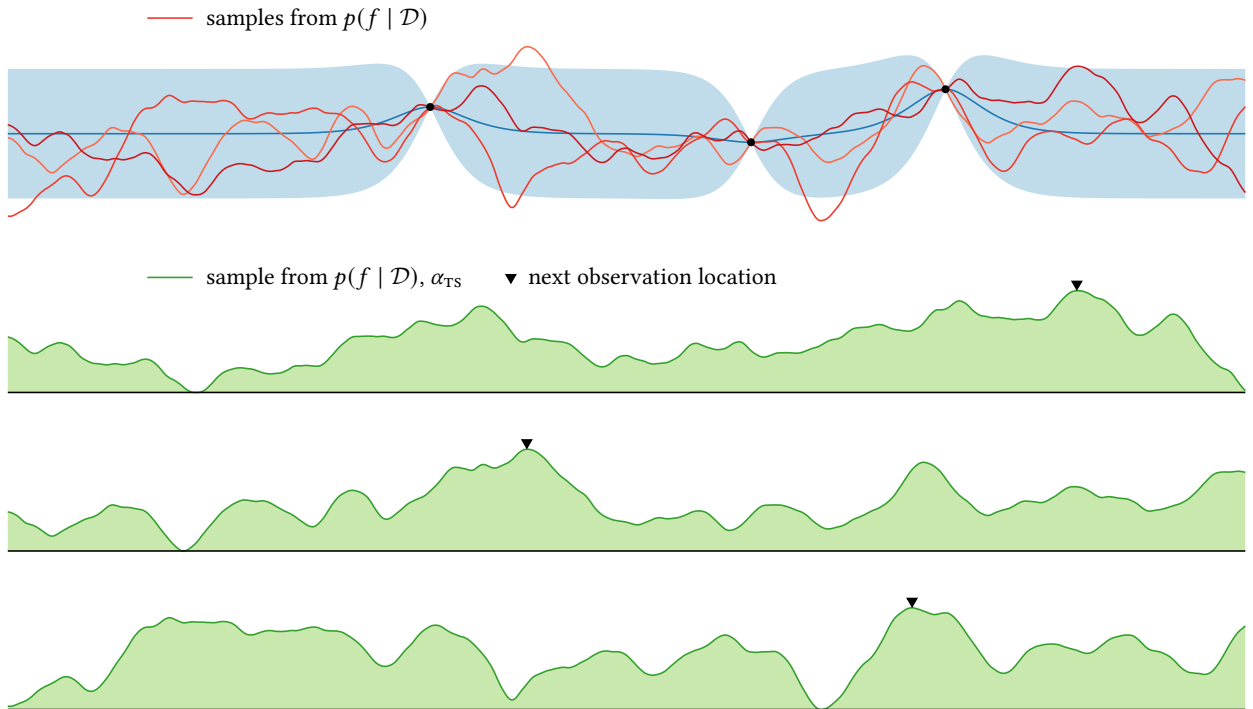 samples from p(f | 𝒟)
sample from p(f | 𝒟), α_TS ▼ next observation location